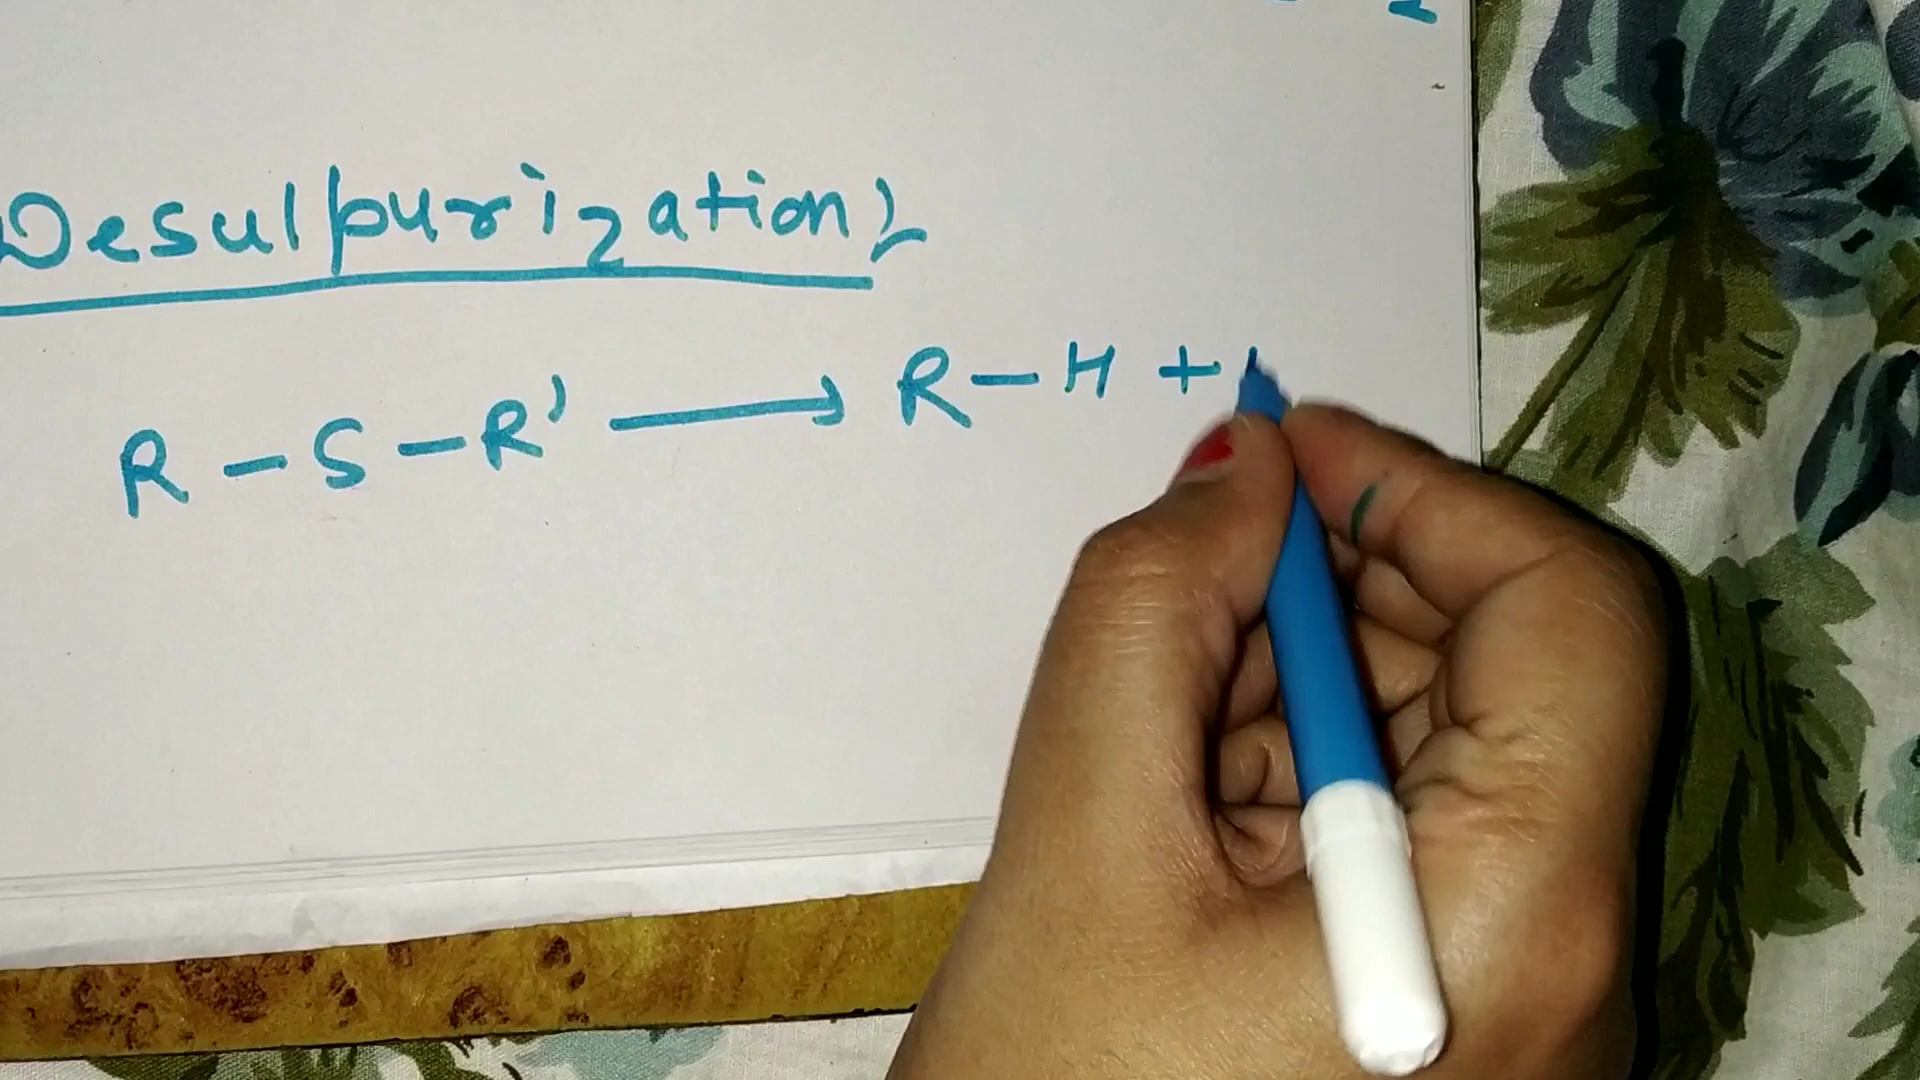 Desulpurization :-
R - S - R' ⟶ R - H +